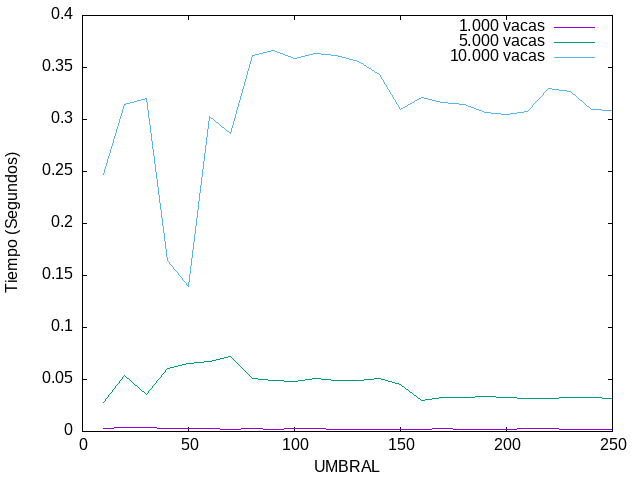 0.4
0.35
0.3
0.25
0.2
0.15
0.1
0.05
0
0 50 100 150 200 250
Tiempo (Segundos)
UMBRAL
1.000 vacas
5.000 vacas
10.000 vacas